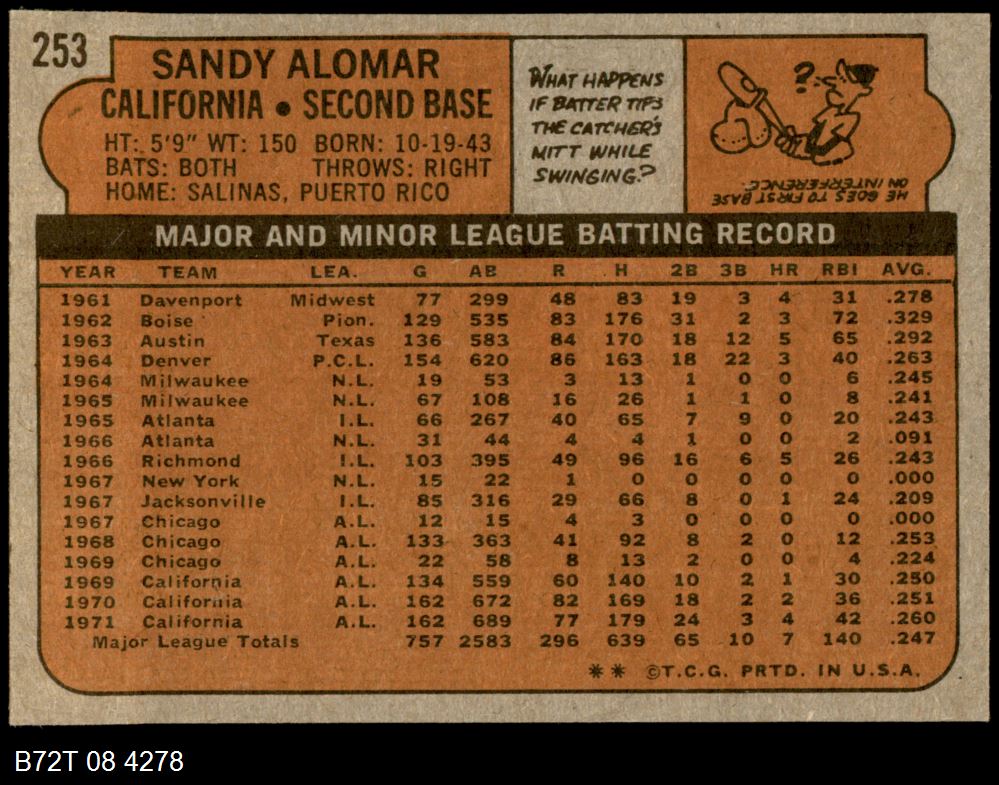 253
SANDY ALOMAR
CALIFORNIA • SECOND BASE
HT: 5'9" WT: 150 BORN: 10-19-43
BATS: BOTH THROWS: RIGHT
HOME: SALINAS, PUERTO RICO
WHAT HAPPENS
IF BATTER TIPS
THE CATCHER'S
MITT WHILE
SWINGING?
?
HE GOES TO FIRST BASE
ON INTERFERENCE.
MAJOR AND MINOR LEAGUE BATTING RECORD
YEAR TEAM LEA. G AB R H 2B 3B HR RBI AVG.
1961 Davenport Midwest 77 299 48 83 19 3 4 31 .278
1962 Boise Pion. 129 535 83 176 31 2 3 72 .329
1963 Austin Texas 136 583 84 170 18 12 5 65 .292
1964 Denver P.C.L. 154 620 86 163 18 22 3 40 .263
1964 Milwaukee N.L. 19 53 3 13 1 0 0 6 .245
1965 Milwaukee N.L. 67 108 16 26 1 1 0 8 .241
1965 Atlanta I.L. 66 267 40 65 7 9 0 20 .243
1966 Atlanta N.L. 31 44 4 4 1 0 0 2 .091
1966 Richmond I.L. 103 395 49 96 16 6 5 26 .243
1967 New York N.L. 15 22 1 0 0 0 0 0 .000
1967 Jacksonville I.L. 85 316 29 66 8 0 1 24 .209
1967 Chicago A.L. 12 15 4 3 0 0 0 0 .000
1968 Chicago A.L. 133 363 41 92 8 2 0 12 .253
1969 Chicago A.L. 22 58 8 13 2 0 0 4 .224
1969 California A.L. 134 559 60 140 10 2 1 30 .250
1970 California A.L. 162 672 82 169 18 2 2 36 .251
1971 California A.L. 162 689 77 179 24 3 4 42 .260
Major League Totals 757 2583 296 639 65 10 7 140 .247
** ©T.C.G. PRTD. IN U.S.A.
B72T 08 4278